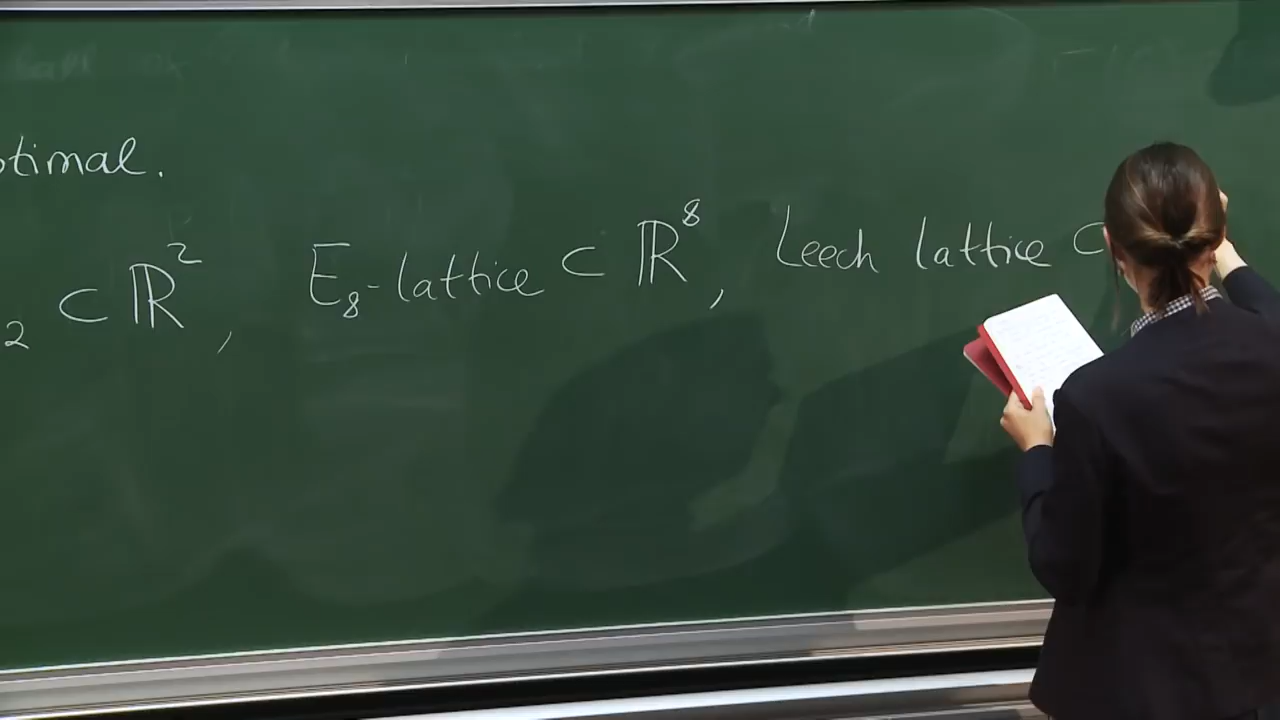 otimal.
2 ⊂ ℝ², E₈-lattice ⊂ ℝ⁸, Leech lattice ⊂